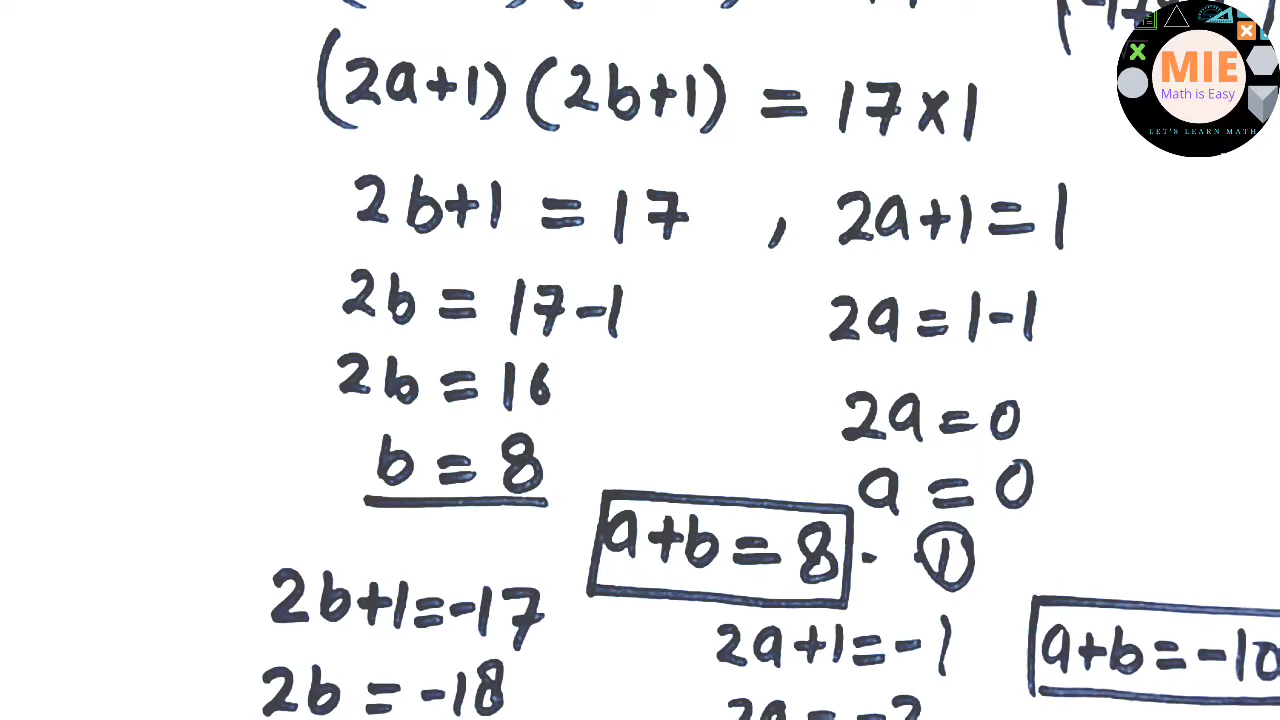 (2a+1) (2b+1) = 17 × 1
2b+1 = 17 , 2a+1 = 1
2b = 17-1
2a = 1-1
2b = 16
2a = 0
b = 8
a = 0
a+b = 8 - ①
2b+1 = -17
2a+1 = -1
a+b = -10
2b = -18
2a = -2
MIE
Math is Easy
LET'S LEARN MATH